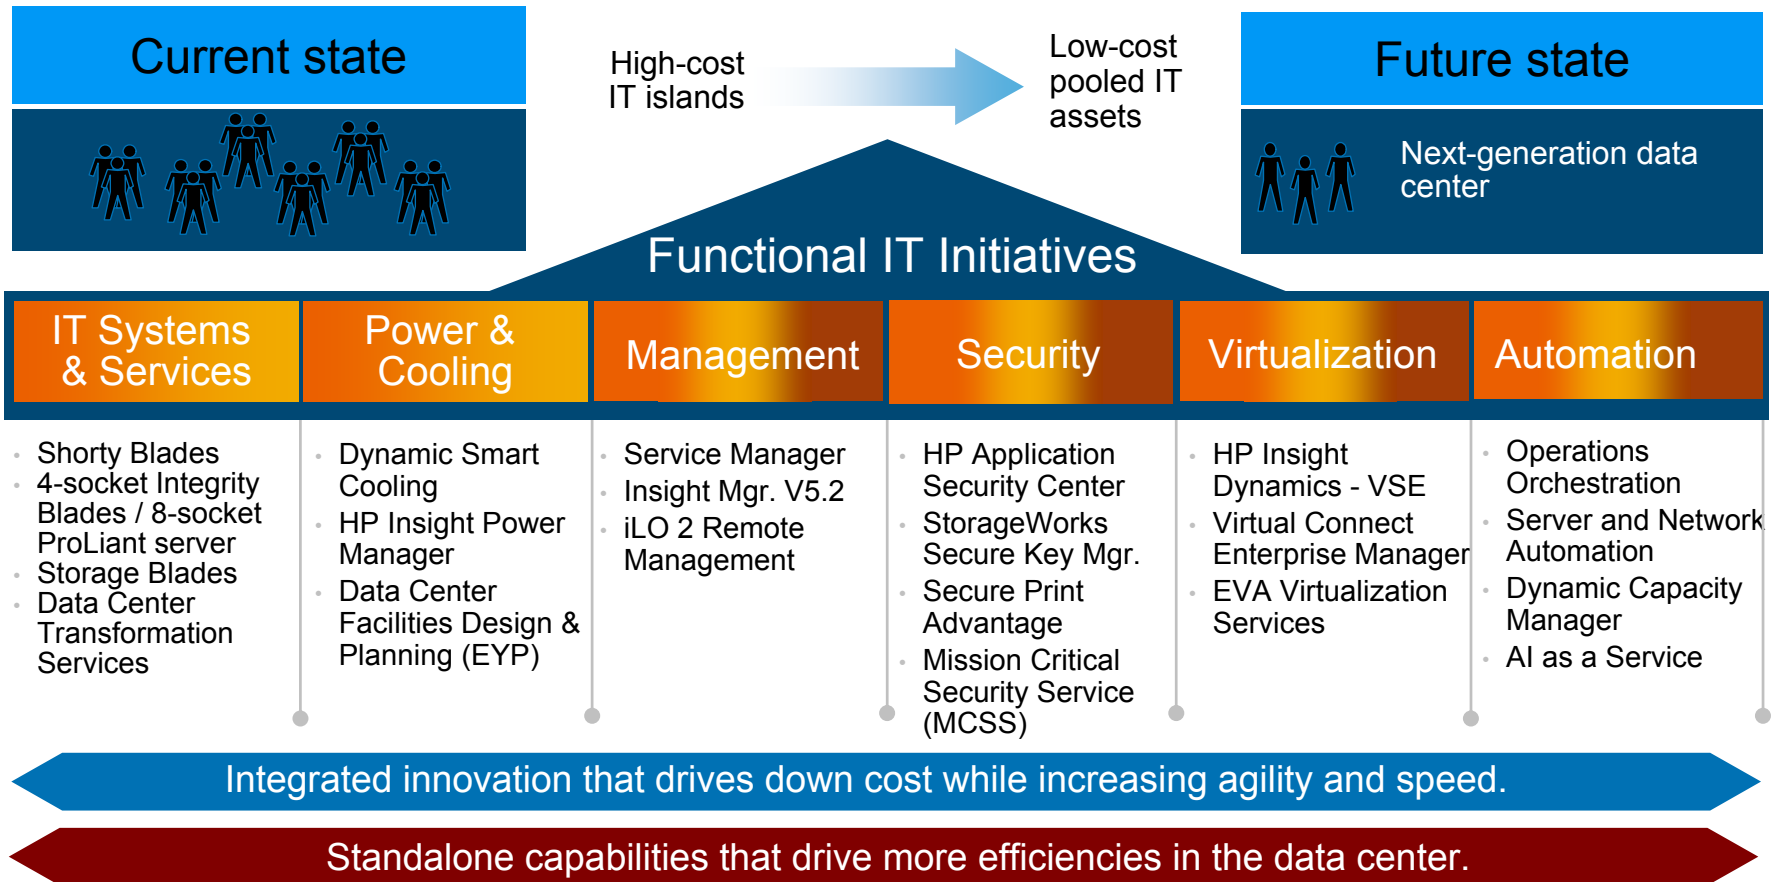 Current state
High-cost
IT islands
Low-cost
pooled IT
assets
Future state
Next-generation data
center
Functional IT Initiatives
IT Systems
& Services
Power &
Cooling
Management
Security
Virtualization
Automation
Shorty Blades
4-socket Integrity
Blades / 8-socket
ProLiant server
Storage Blades
Data Center
Transformation
Services
Dynamic Smart
Cooling
HP Insight Power
Manager
Data Center
Facilities Design &
Planning (EYP)
Service Manager
Insight Mgr. V5.2
iLO 2 Remote
Management
HP Application
Security Center
StorageWorks
Secure Key Mgr.
Secure Print
Advantage
Mission Critical
Security Service
(MCSS)
HP Insight
Dynamics - VSE
Virtual Connect
Enterprise Manager
EVA Virtualization
Services
Operations
Orchestration
Server and Network
Automation
Dynamic Capacity
Manager
AI as a Service
Integrated innovation that drives down cost while increasing agility and speed.
Standalone capabilities that drive more efficiencies in the data center.